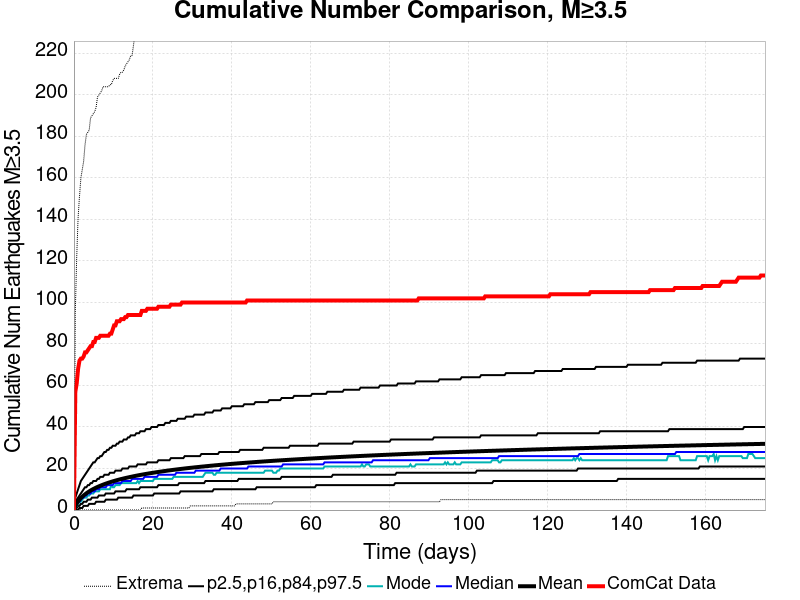 Cumulative Number Comparison, M≥3.5
Cumulative Num Earthquakes M≥3.5
220
200
180
160
140
120
100
80
60
40
20
0
0 20 40 60 80 100 120 140 160
Time (days)
Extrema p2.5,p16,p84,p97.5 Mode Median Mean ComCat Data